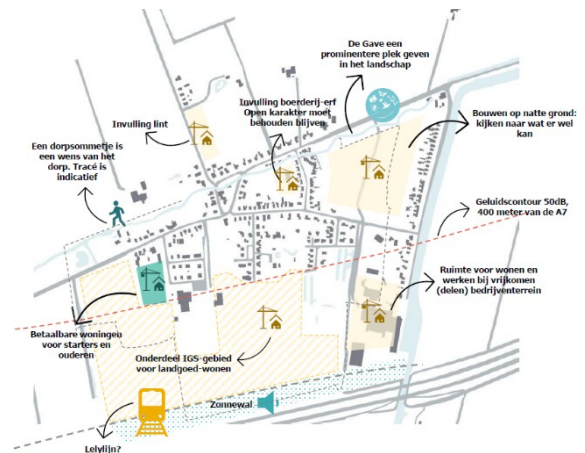 De Gave een
prominentere plek geven
in het landschap
Invulling boerderij-erf
Open karakter moet
behouden blijven
Invulling lint
Bouwen op natte grond:
kijken naar wat er wel
kan
Een dorpsommetje is
een wens van het
dorp. Tracé is
indicatief
Geluidscontour 50dB,
400 meter van de A7
Ruimte voor wonen en
werken bij vrijkomen
(delen) bedrijventerrein
Betaalbare woningen
voor starters en
ouderen
Onderdeel IGS-gebied
voor landgoed-wonen
Zonnewal
Lelylijn?